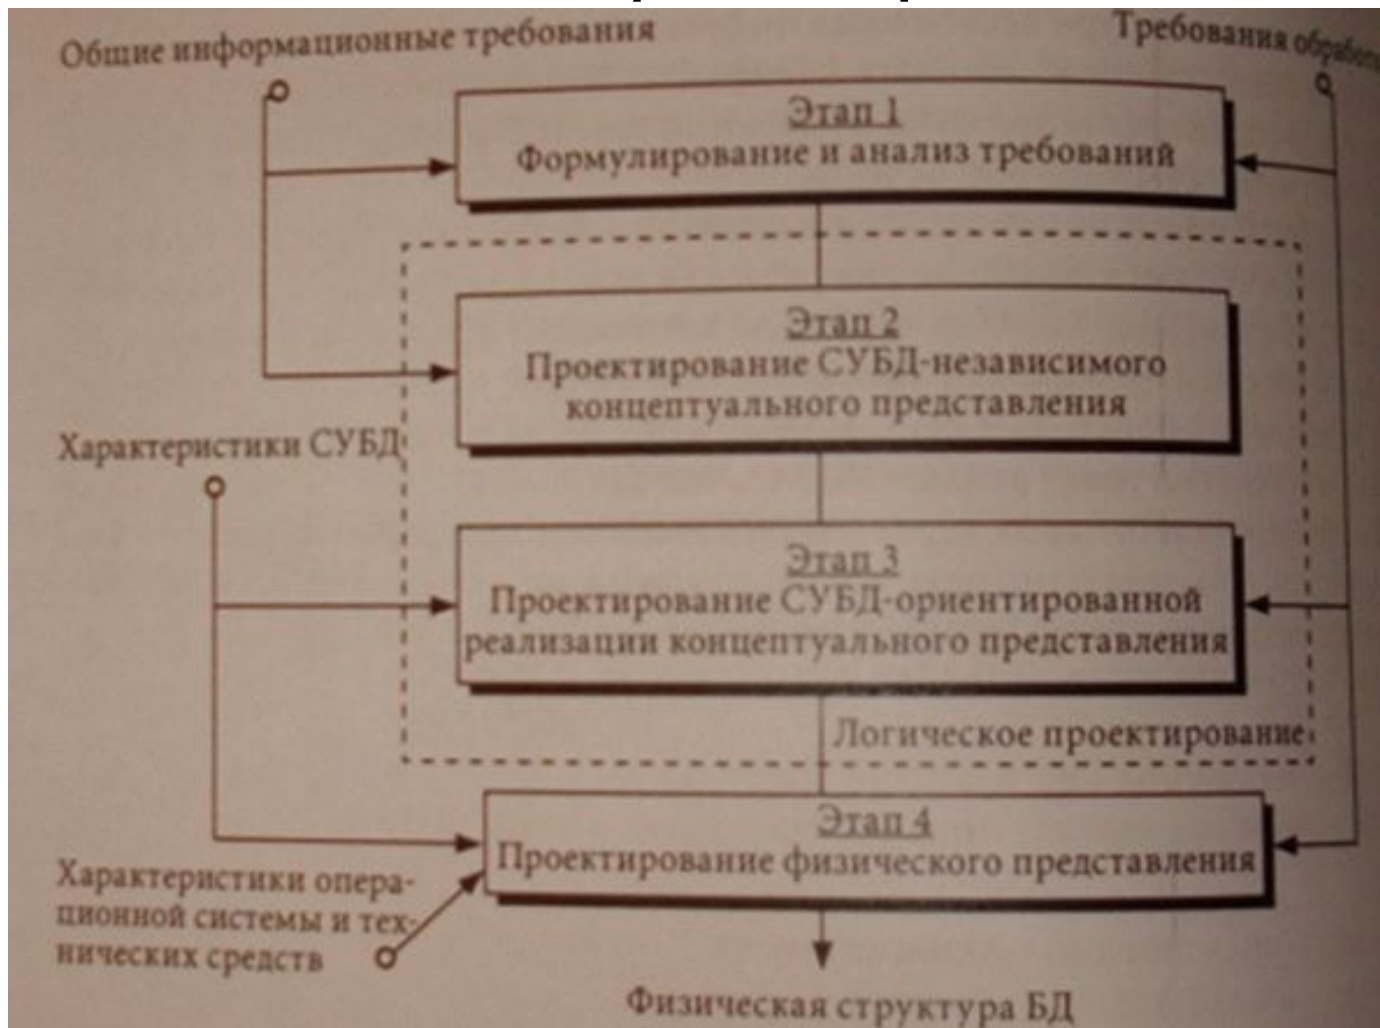 Общие информационные требования
Требования обработки
Этап 1
Формулирование и анализ требований
Этап 2
Проектирование СУБД-независимого
концептуального представления
Характеристики СУБД
Этап 3
Проектирование СУБД-ориентированной
реализации концептуального представления
Логическое проектирование
Этап 4
Проектирование физического представления
Характеристики опера-
ционной системы и тех-
нических средств
Физическая структура БД